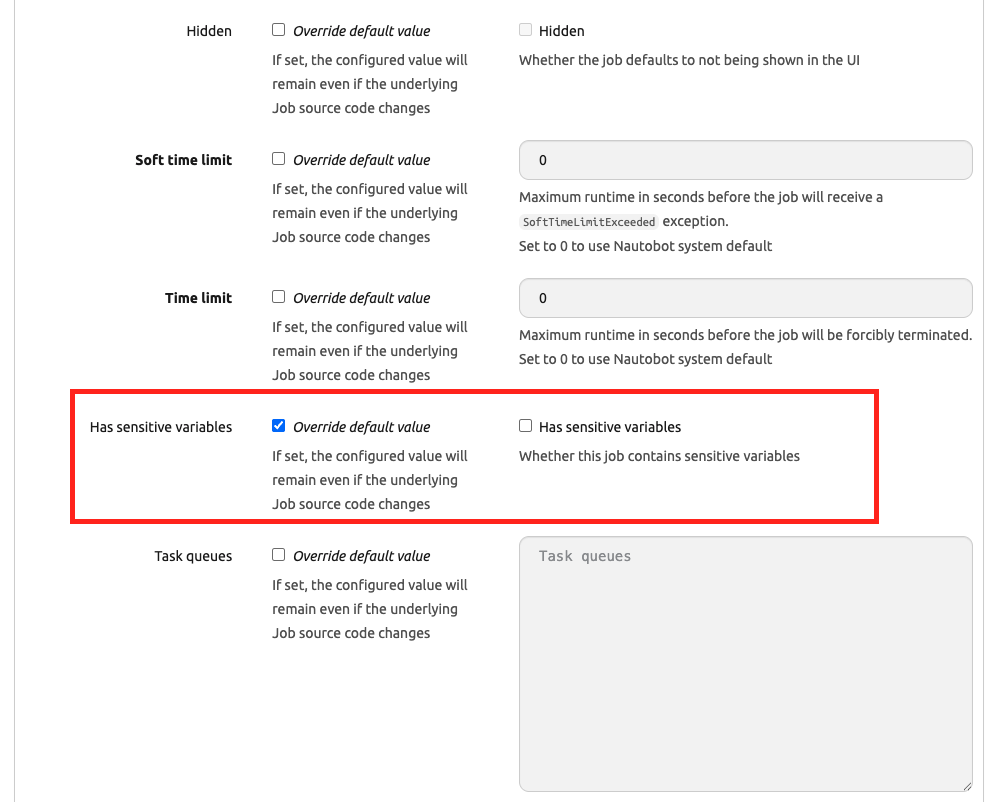 Hidden
Override default value
If set, the configured value will
remain even if the underlying
Job source code changes
Hidden
Whether the job defaults to not being shown in the UI
Soft time limit
Override default value
If set, the configured value will
remain even if the underlying
Job source code changes
0
Maximum runtime in seconds before the job will receive a
SoftTimeLimitExceeded exception.
Set to 0 to use Nautobot system default
Time limit
Override default value
If set, the configured value will
remain even if the underlying
Job source code changes
0
Maximum runtime in seconds before the job will be forcibly terminated.
Set to 0 to use Nautobot system default
Has sensitive variables
Override default value
If set, the configured value will
remain even if the underlying
Job source code changes
Has sensitive variables
Whether this job contains sensitive variables
Task queues
Override default value
If set, the configured value will
remain even if the underlying
Job source code changes
Task queues